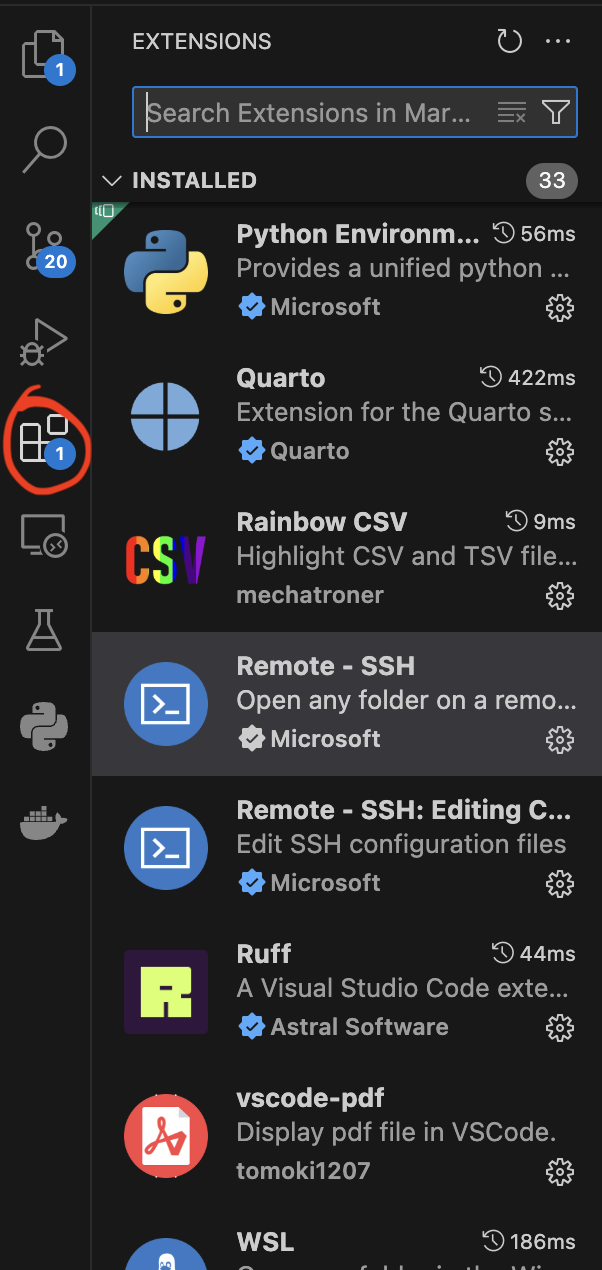 EXTENSIONS
1
Search Extensions in Mar...
INSTALLED
33
Python Environm...
56ms
Provides a unified python ...
20
Microsoft
Quarto
422ms
Extension for the Quarto s...
1
Quarto
Rainbow CSV
9ms
CSV
Highlight CSV and TSV file...
mechatroner
Remote - SSH
Open any folder on a remo...
Microsoft
Remote - SSH: Editing C...
Edit SSH configuration files
Microsoft
Ruff
44ms
A Visual Studio Code exte...
Astral Software
vscode-pdf
Display pdf file in VSCode.
tomoki1207
WSL
186ms